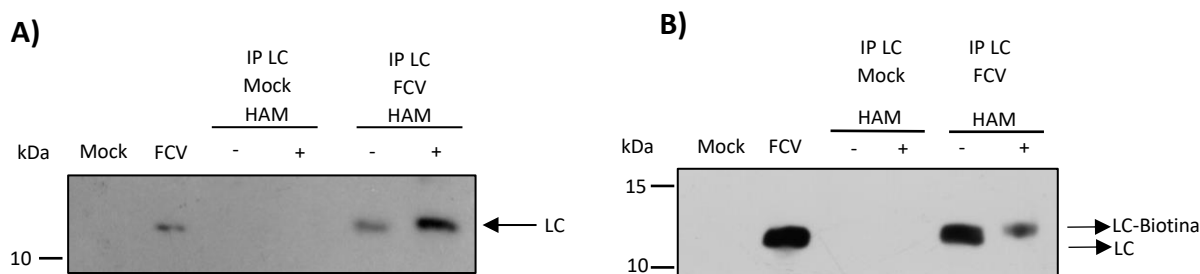 A)
IP LC
Mock
HAM
IP LC
FCV
HAM
kDa Mock FCV - + - +
LC
10
B)
IP LC
Mock
HAM
IP LC
FCV
HAM
kDa Mock FCV - + - +
15
LC-Biotina
LC
10